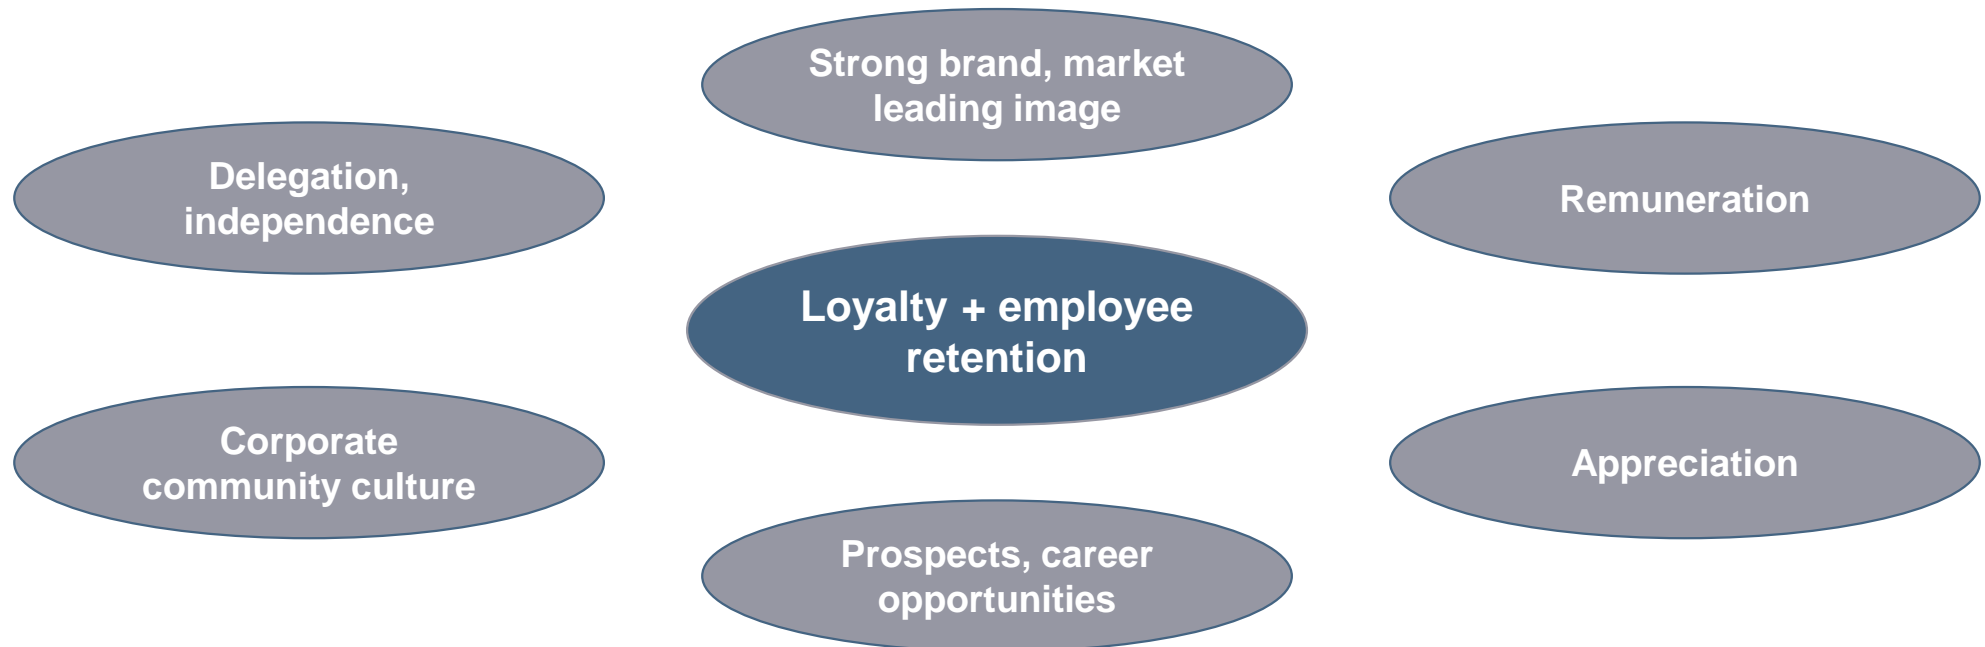 Strong brand, market
leading image
Delegation,
independence
Remuneration
Loyalty + employee
retention
Corporate
community culture
Appreciation
Prospects, career
opportunities